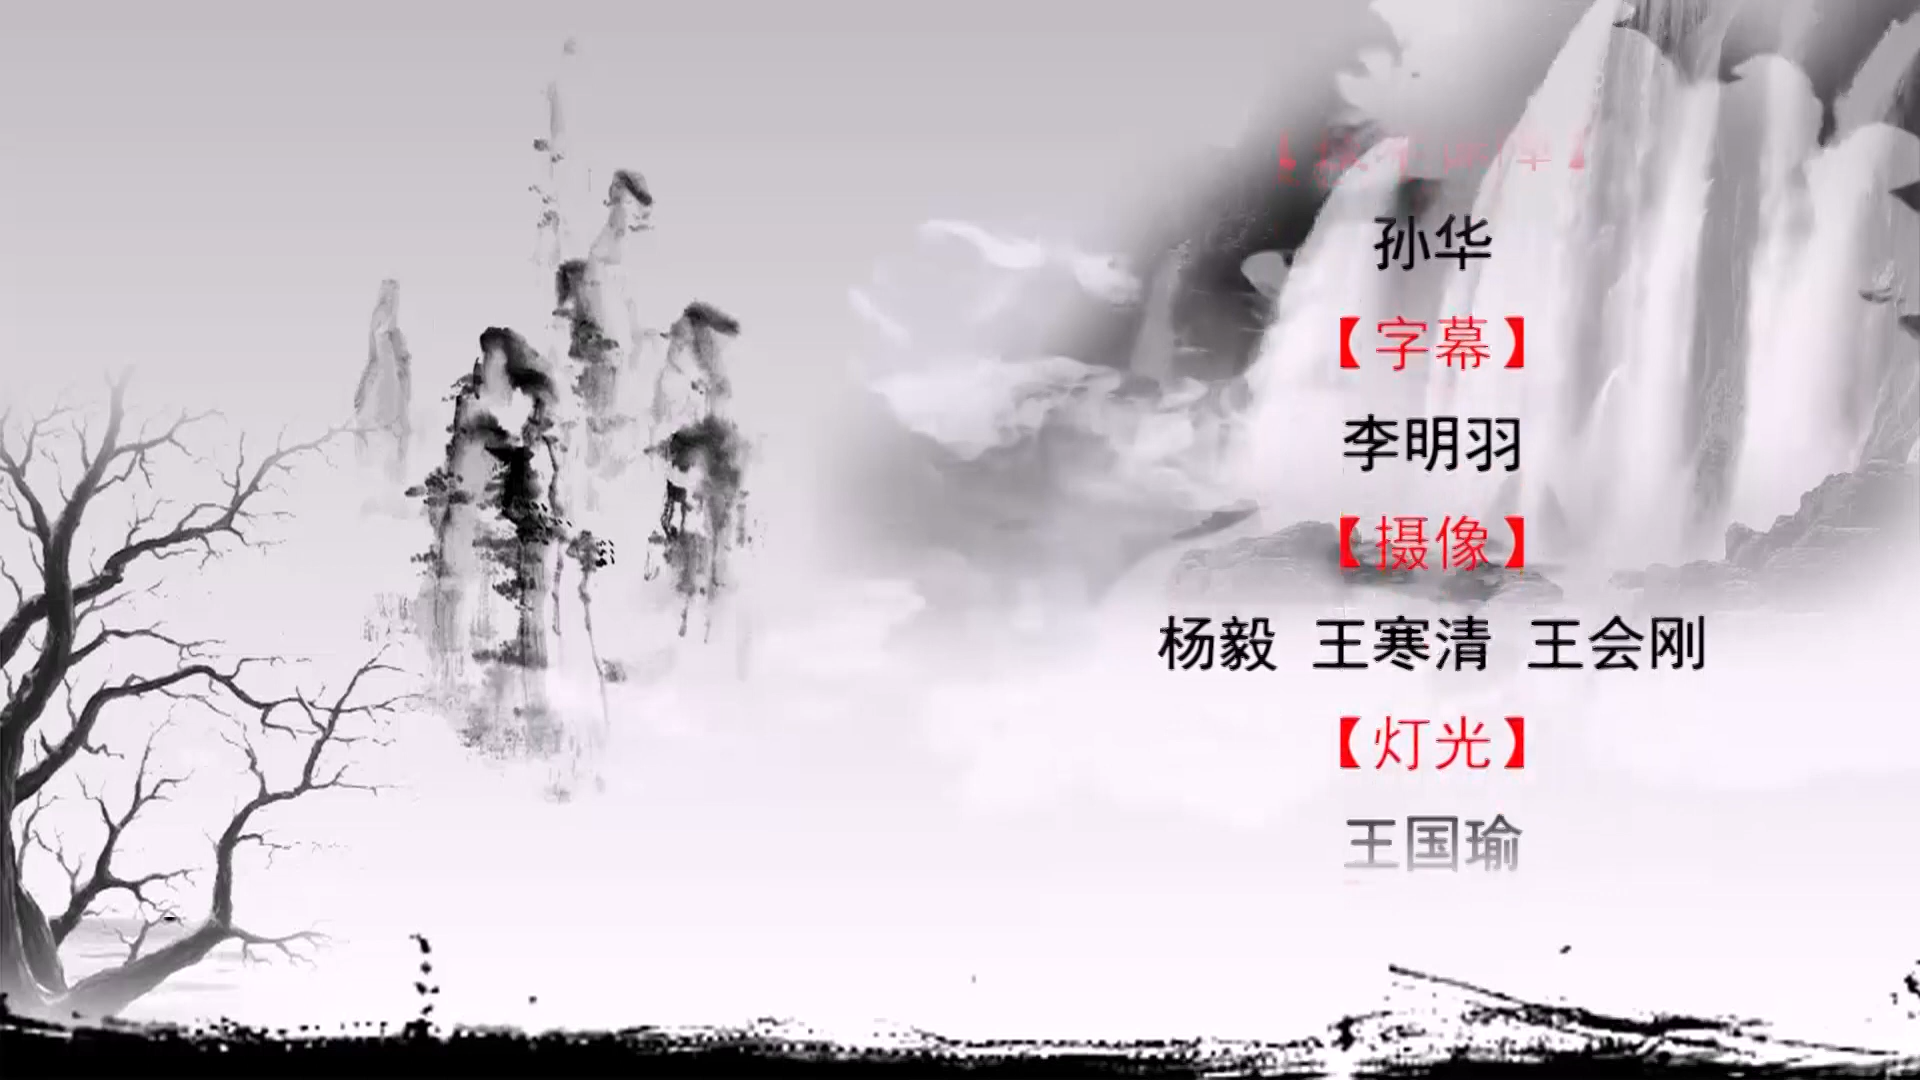 孙华
【字幕】
李明羽
【摄像】
杨毅 王寒清 王会刚
【灯光】
王国瑜